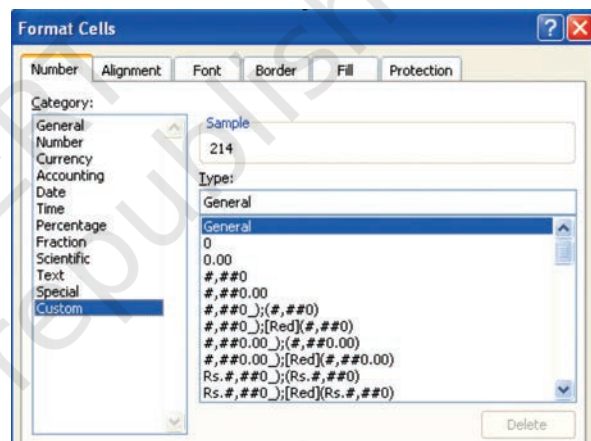 Format Cells
Number Alignment Font Border Fill Protection
Category:
General
Number
Currency
Accounting
Date
Time
Percentage
Fraction
Scientific
Text
Special
Custom
Sample
214
Type:
General
General
0
0.00
#,##0
#,##0.00
#,##0_);(#,##0)
#,##0_);[Red](#,##0)
#,##0.00_);(#,##0.00)
#,##0.00_);[Red](#,##0.00)
Rs.#,##0_);(Rs.#,##0)
Rs.#,##0_);[Red](Rs.#,##0)
Delete
republish